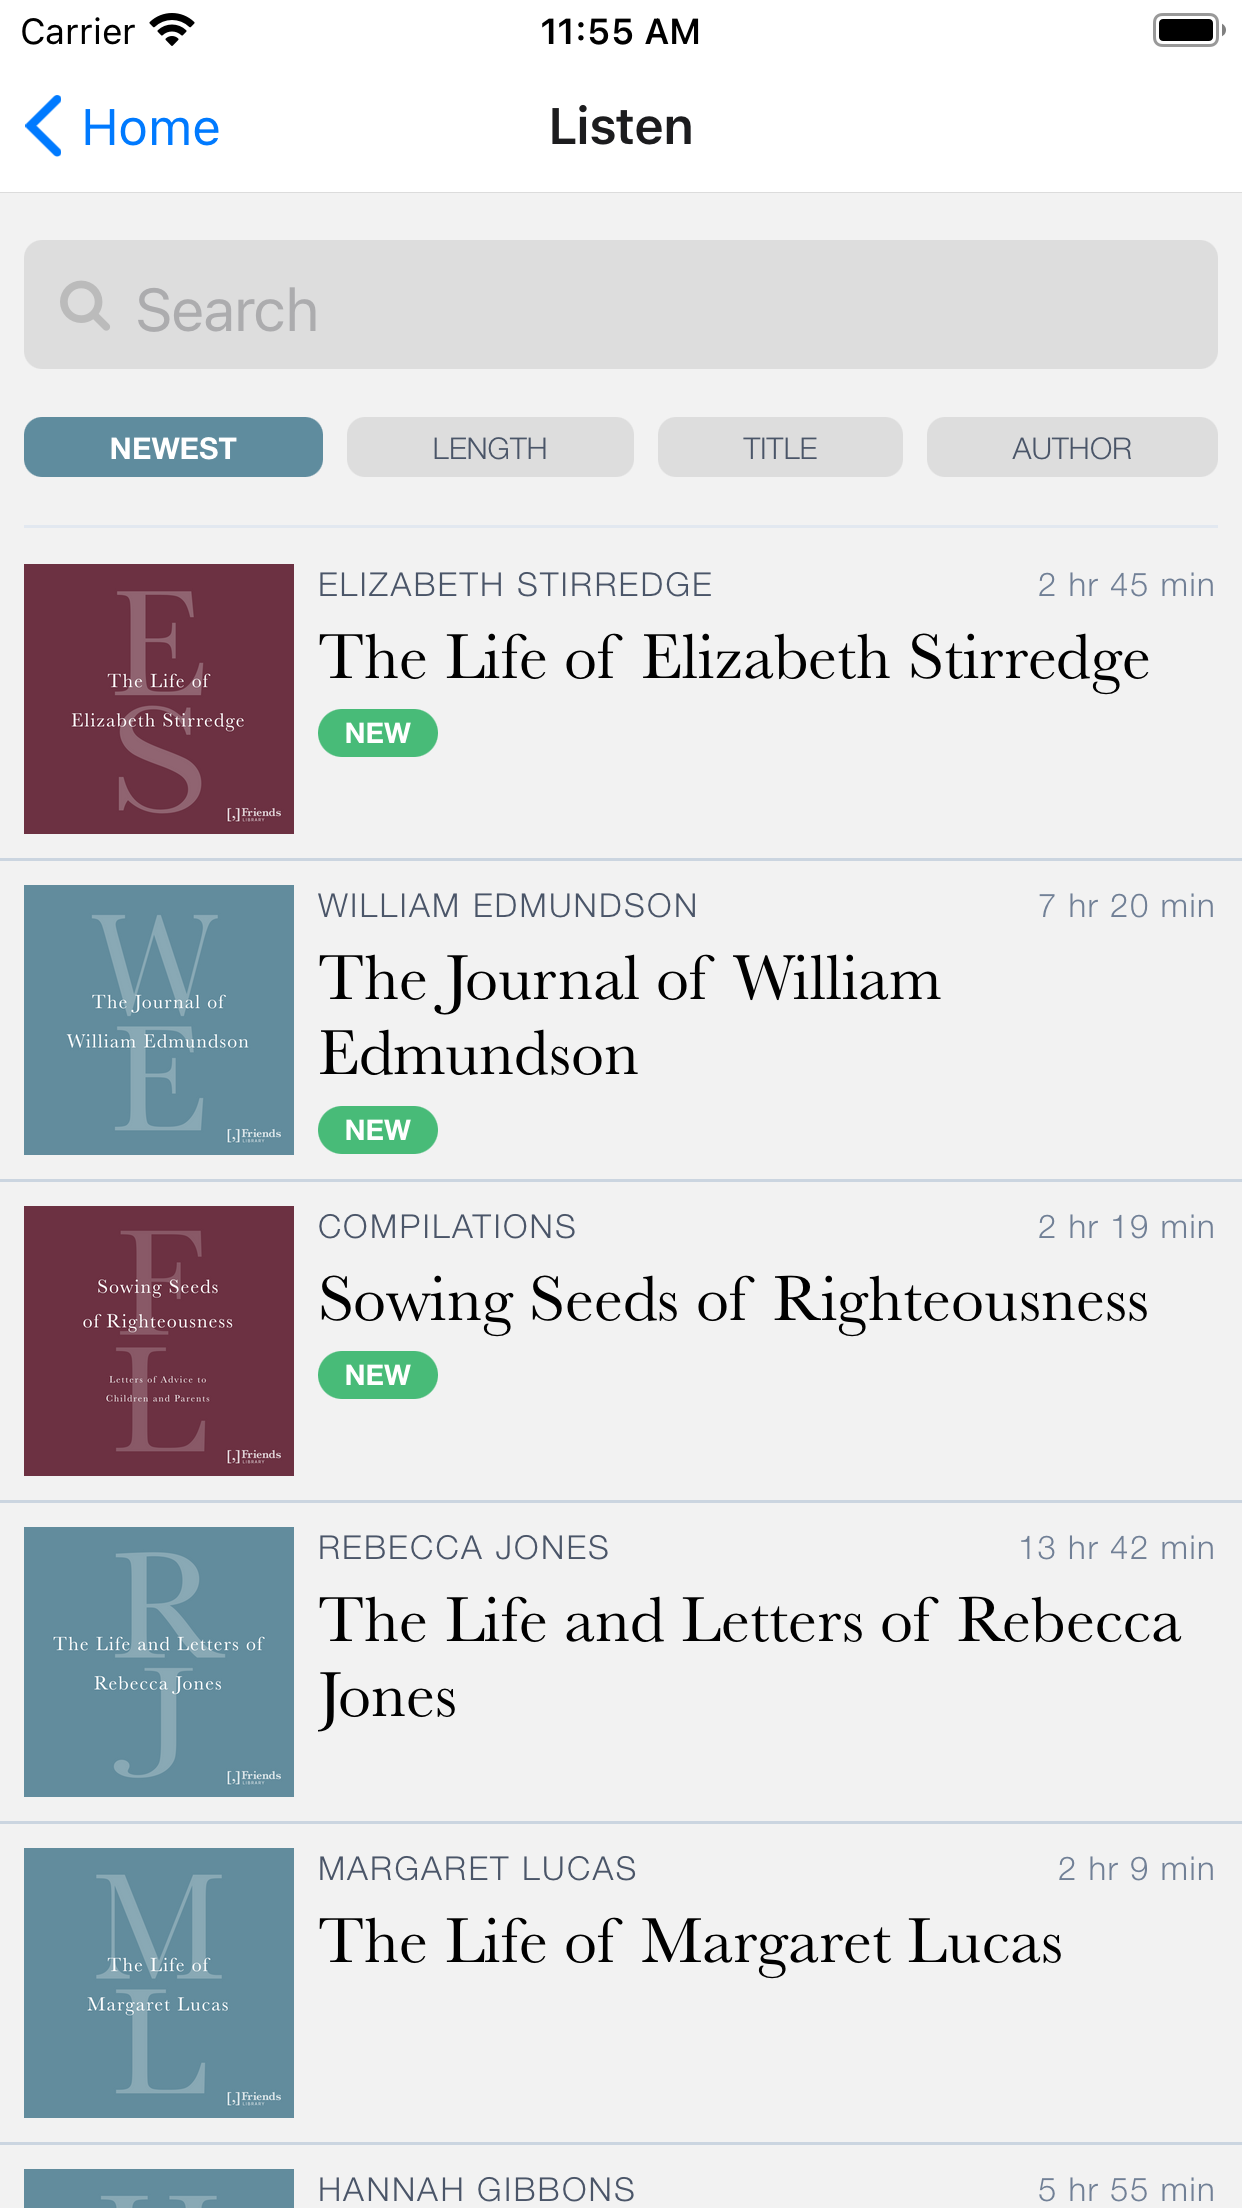 Carrier 11:55 AM
Home Listen
Search
NEWEST LENGTH TITLE AUTHOR
E
S
The Life of
Elizabeth Stirredge
[,] Friends
LIBRARY
ELIZABETH STIRREDGE 2 hr 45 min
The Life of Elizabeth Stirredge
NEW
W
E
The Journal of
William Edmundson
[,] Friends
LIBRARY
WILLIAM EDMUNDSON 7 hr 20 min
The Journal of William
Edmundson
NEW
F
L
Sowing Seeds
of Righteousness
Letters of Advice to
Children and Parents
[,] Friends
LIBRARY
COMPILATIONS 2 hr 19 min
Sowing Seeds of Righteousness
NEW
R
J
The Life and Letters of
Rebecca Jones
[,] Friends
LIBRARY
REBECCA JONES 13 hr 42 min
The Life and Letters of Rebecca
Jones
M
L
The Life of
Margaret Lucas
[,] Friends
LIBRARY
MARGARET LUCAS 2 hr 9 min
The Life of Margaret Lucas
HANNAH GIBBONS 5 hr 55 min